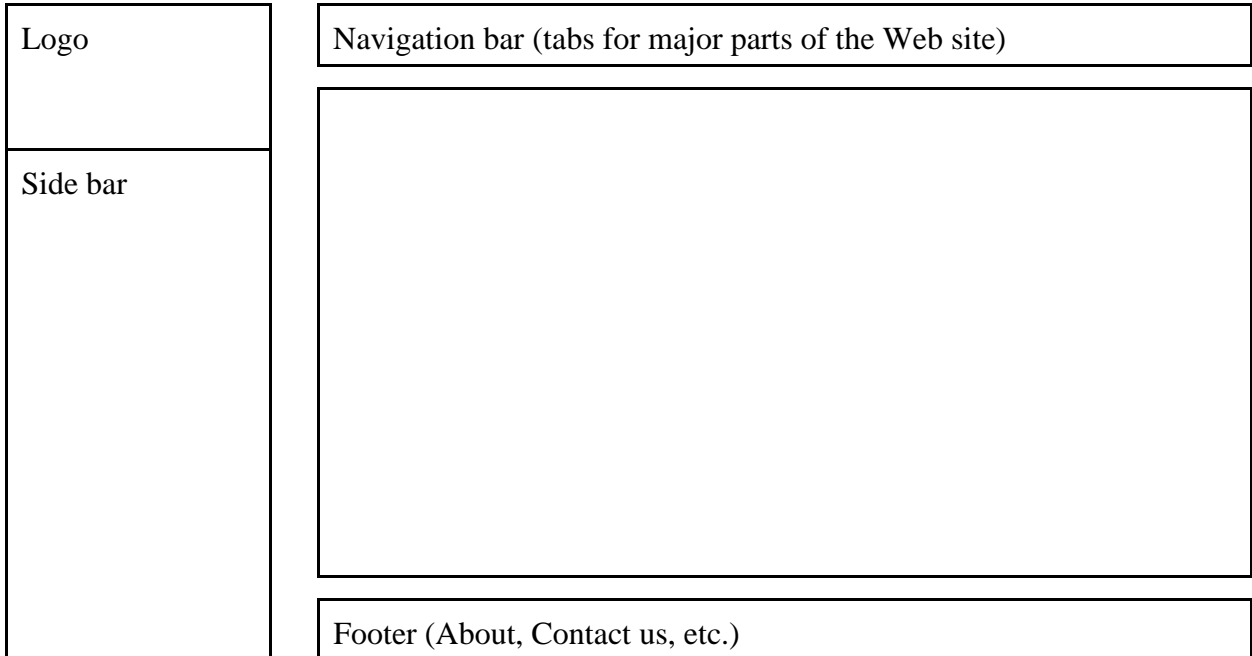 Logo
Navigation bar (tabs for major parts of the Web site)
Side bar
Footer (About, Contact us, etc.)